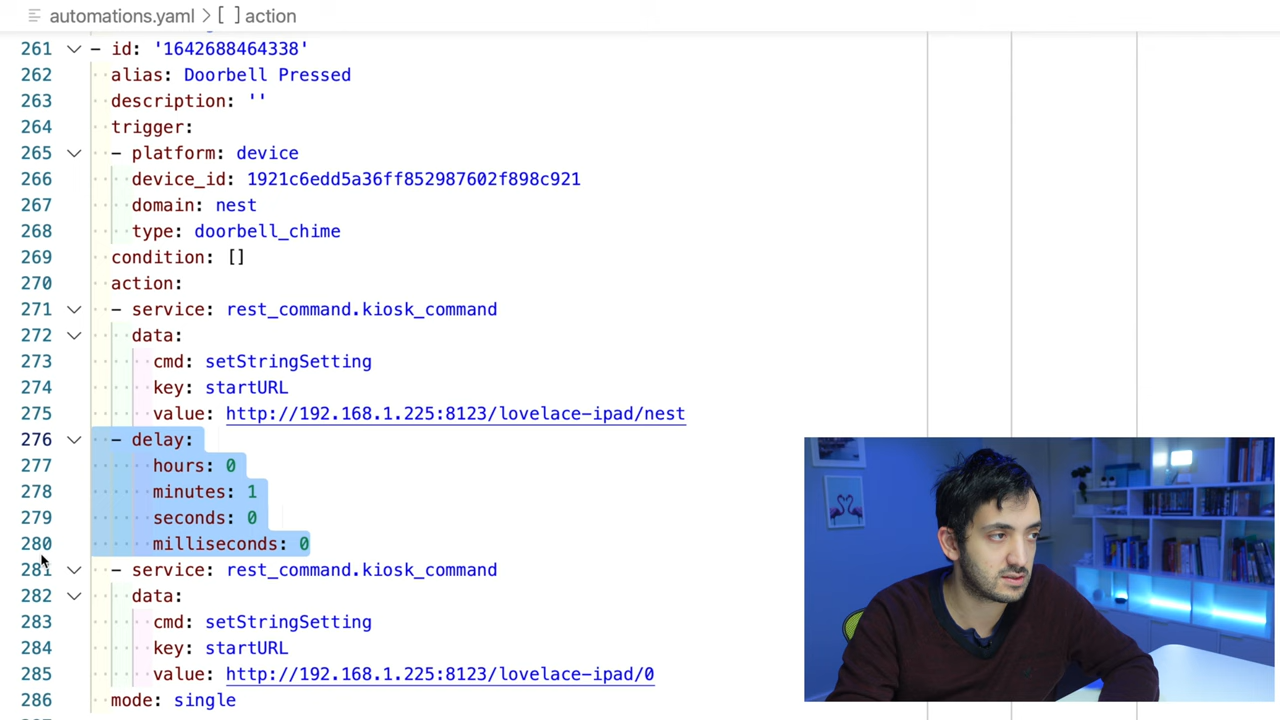 automations.yaml > [ ] action
261 - id: '1642688464338'
262 alias: Doorbell Pressed
263 description: ''
264 trigger:
265 - platform: device
266 device_id: 1921c6edd5a36ff852987602f898c921
267 domain: nest
268 type: doorbell_chime
269 condition: []
270 action:
271 - service: rest_command.kiosk_command
272 data:
273 cmd: setStringSetting
274 key: startURL
275 value: http://192.168.1.225:8123/lovelace-ipad/nest
276 - delay:
277 hours: 0
278 minutes: 1
279 seconds: 0
280 milliseconds: 0
281 - service: rest_command.kiosk_command
282 data:
283 cmd: setStringSetting
284 key: startURL
285 value: http://192.168.1.225:8123/lovelace-ipad/0
286 mode: single